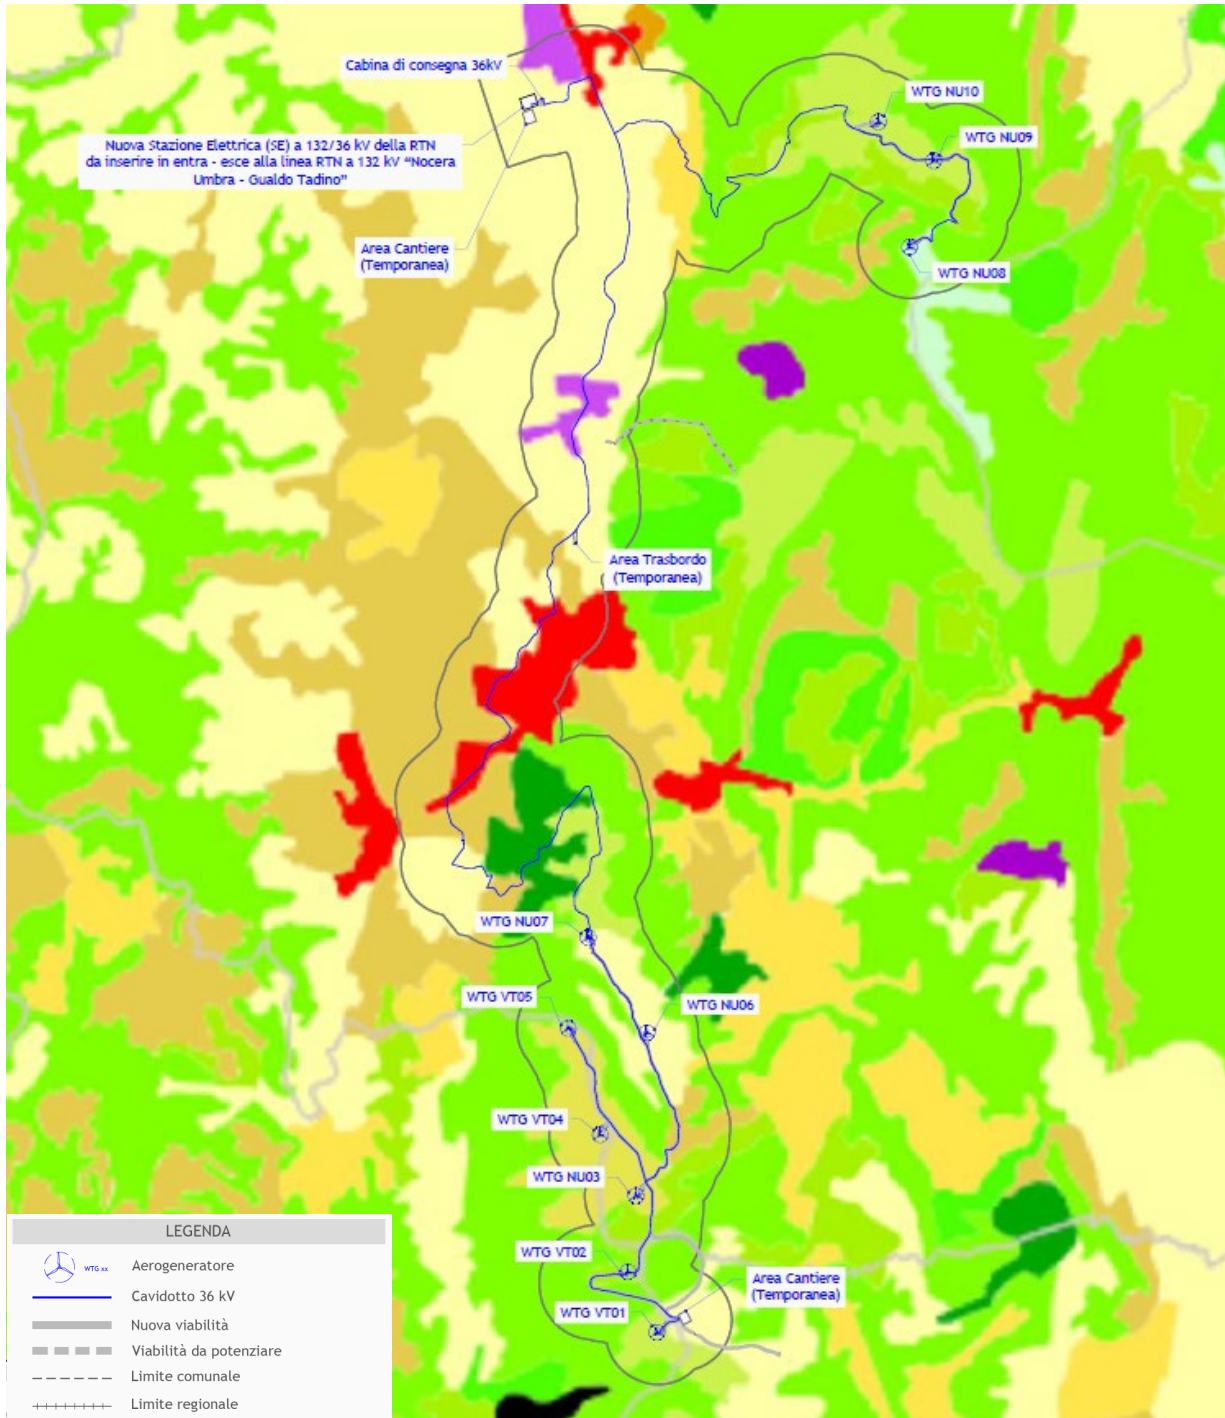 Cabina di consegna 36kV
WTG NU10
WTG NU09
Nuova Stazione Elettrica (SE) a 132/36 kV della RTN
da inserire in entra - esce alla linea RTN a 132 kV “Nocera
Umbra - Gualdo Tadino”
Area Cantiere
(Temporanea)
WTG NU08
Area Trasbordo
(Temporanea)
WTG NU07
WTG VT05
WTG NU06
WTG VT04
WTG NU03
WTG VT02
Area Cantiere
(Temporanea)
WTG VT01
LEGENDA
WTG xx
Aerogeneratore
Cavidotto 36 kV
Nuova viabilità
Viabilità da potenziare
Limite comunale
Limite regionale